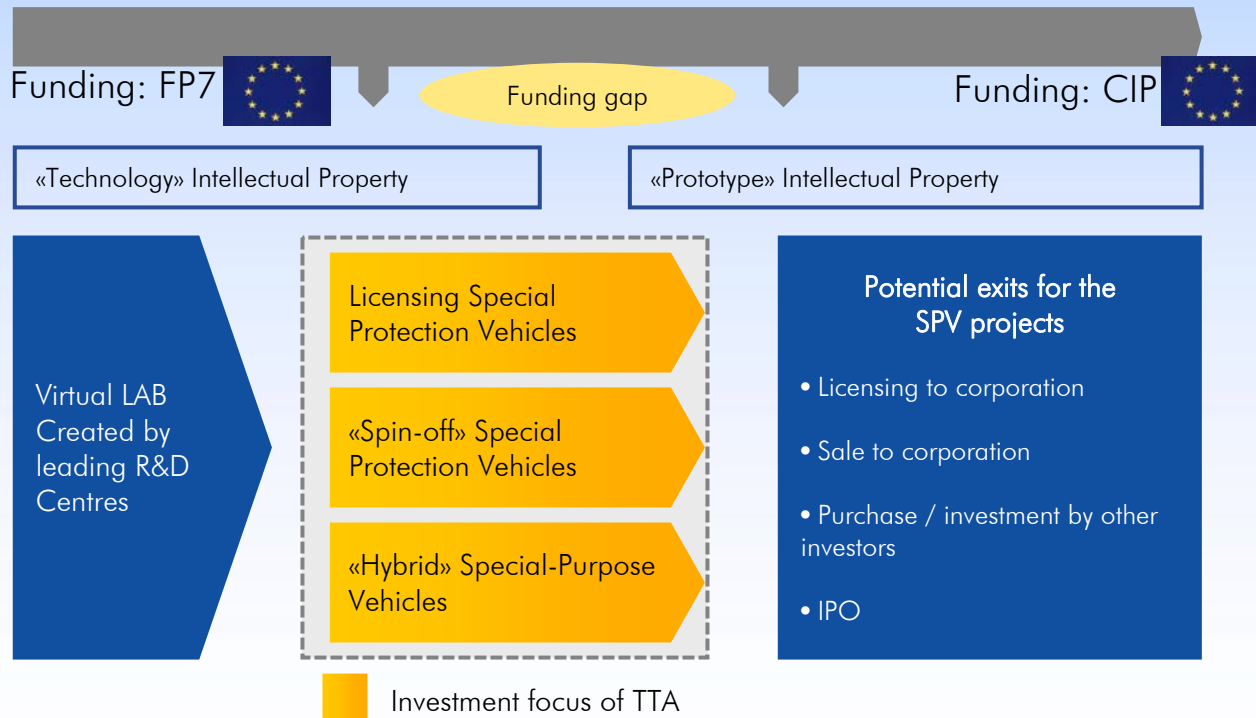 Funding: FP7
Funding gap
Funding: CIP
«Technology» Intellectual Property
«Prototype» Intellectual Property
Virtual LAB
Created by
leading R&D
Centres
Licensing Special
Protection Vehicles
«Spin-off» Special
Protection Vehicles
«Hybrid» Special-Purpose
Vehicles
Potential exits for the
SPV projects
• Licensing to corporation
• Sale to corporation
• Purchase / investment by other
investors
• IPO
Investment focus of TTA